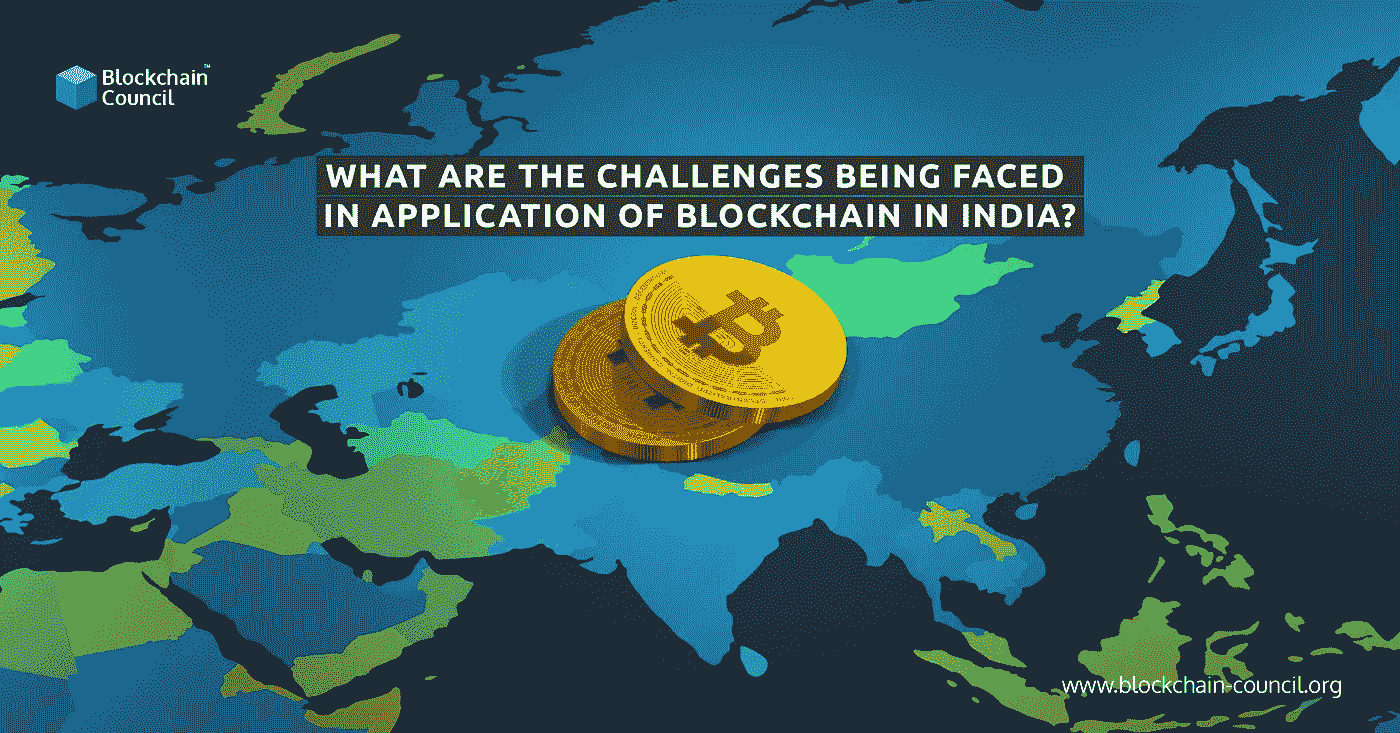 Blockchain™
Council
WHAT ARE THE CHALLENGES BEING FACED
IN APPLICATION OF BLOCKCHAIN IN INDIA?
www.blockchain-council.org